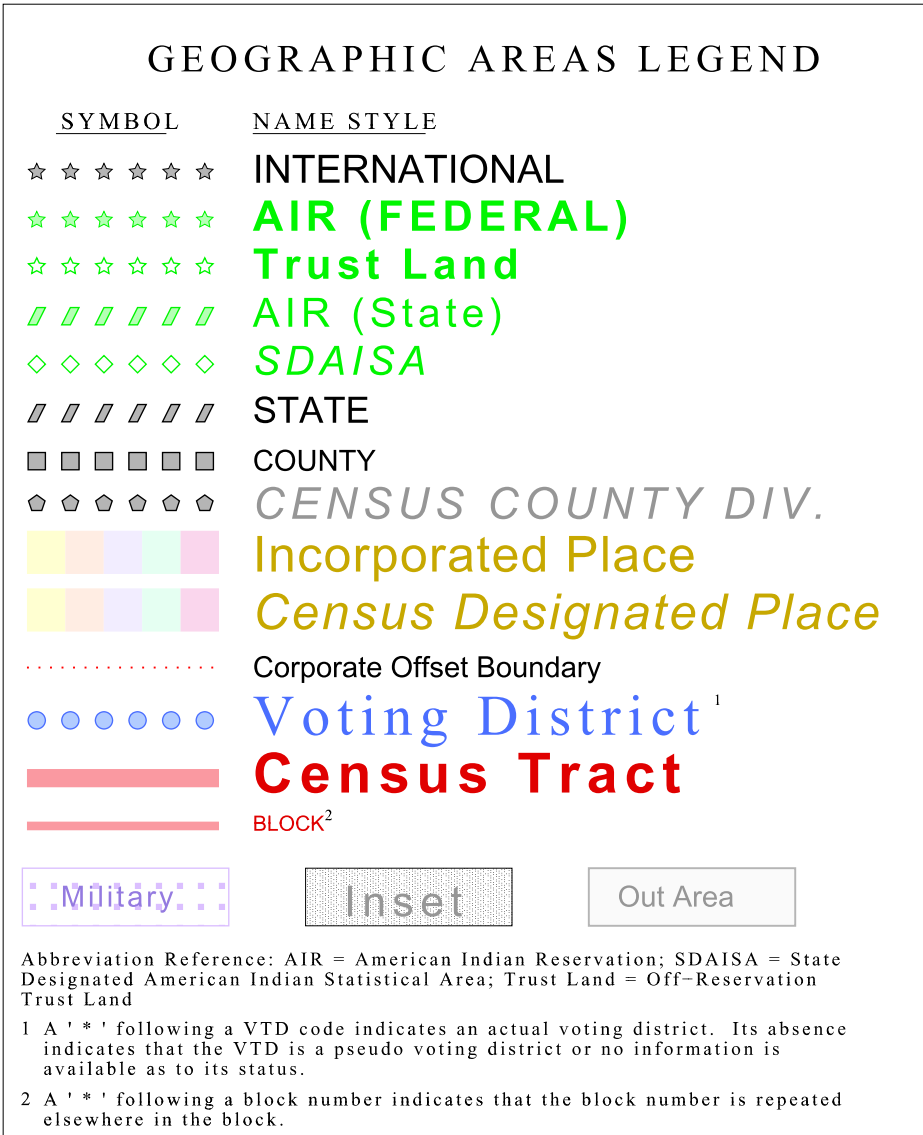 GEOGRAPHIC AREAS LEGEND
SYMBOL NAME STYLE
INTERNATIONAL
AIR (FEDERAL)
Trust Land
AIR (State)
SDAISA
STATE
COUNTY
CENSUS COUNTY DIV.
Incorporated Place
Census Designated Place
Corporate Offset Boundary
Voting District 1
Census Tract
BLOCK2
Military Inset Out Area
Abbreviation Reference: AIR = American Indian Reservation; SDAISA = State
Designated American Indian Statistical Area; Trust Land = Off−Reservation
Trust Land
1 A ' * ' following a VTD code indicates an actual voting district. Its absence
indicates that the VTD is a pseudo voting district or no information is
available as to its status.
2 A ' * ' following a block number indicates that the block number is repeated
elsewhere in the block.